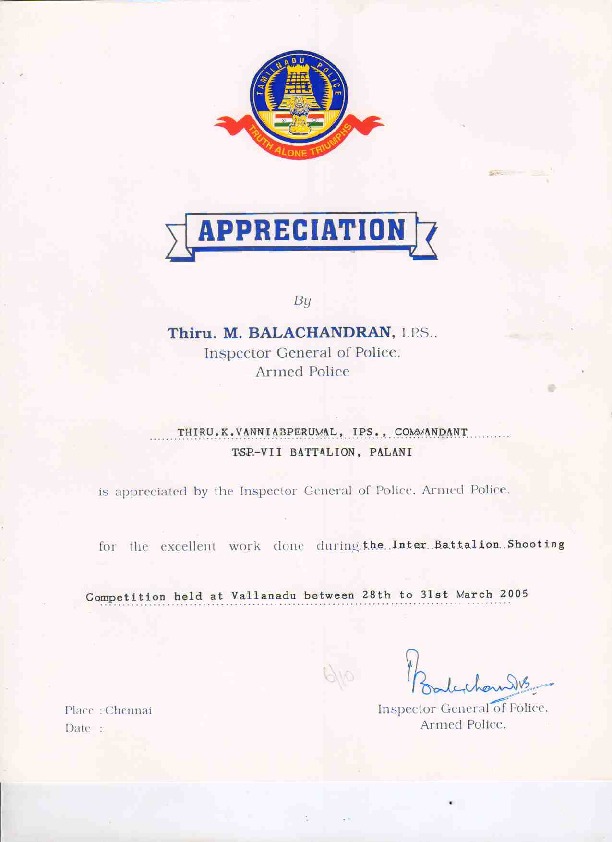 TAMILNADU POLICE
TRUTH ALONE TRIUMPHS
APPRECIATION
By
Thiru. M. BALACHANDRAN, I.P.S..
Inspector General of Police.
Armed Police
THIRU.K.VANNIAPERUMAL, IPS., COMMANDANT
TSP-VII BATTALION, PALANI
is appreciated by the Inspector General of Police. Armed Police.
for the excellent work done during the Inter Battalion Shooting
Competition held at Vallanadu between 28th to 31st March 2005
6/10
Balachandran
Place : Chennai
Inspector General of Police.
Date :
Armed Police.